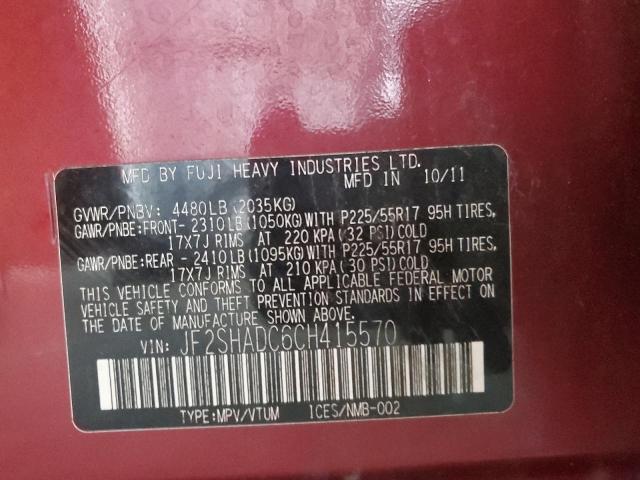 MFD BY FUJI HEAVY INDUSTRIES LTD.
MFD IN 10/11
GVWR/PNBV: 4480LB (2035KG)
GAWR/PNBE:FRONT- 2310LB(1050KG)WITH P225/55R17 95H TIRES,
17X7J RIMS AT 220 KPA(32 PSI)COLD
GAWR/PNBE:REAR - 2410LB(1095KG)WITH P225/55R17 95H TIRES,
17X7J RIMS AT 210 KPA(30 PSI)COLD
THIS VEHICLE CONFORMS TO ALL APPLICABLE FEDERAL MOTOR
VEHICLE SAFETY AND THEFT PREVENTION STANDARDS IN EFFECT ON
THE DATE OF MANUFACTURE SHOWN ABOVE.
VIN: JF2SHADC6CH415570
TYPE:MPV/VTUM ICES/NMB-002